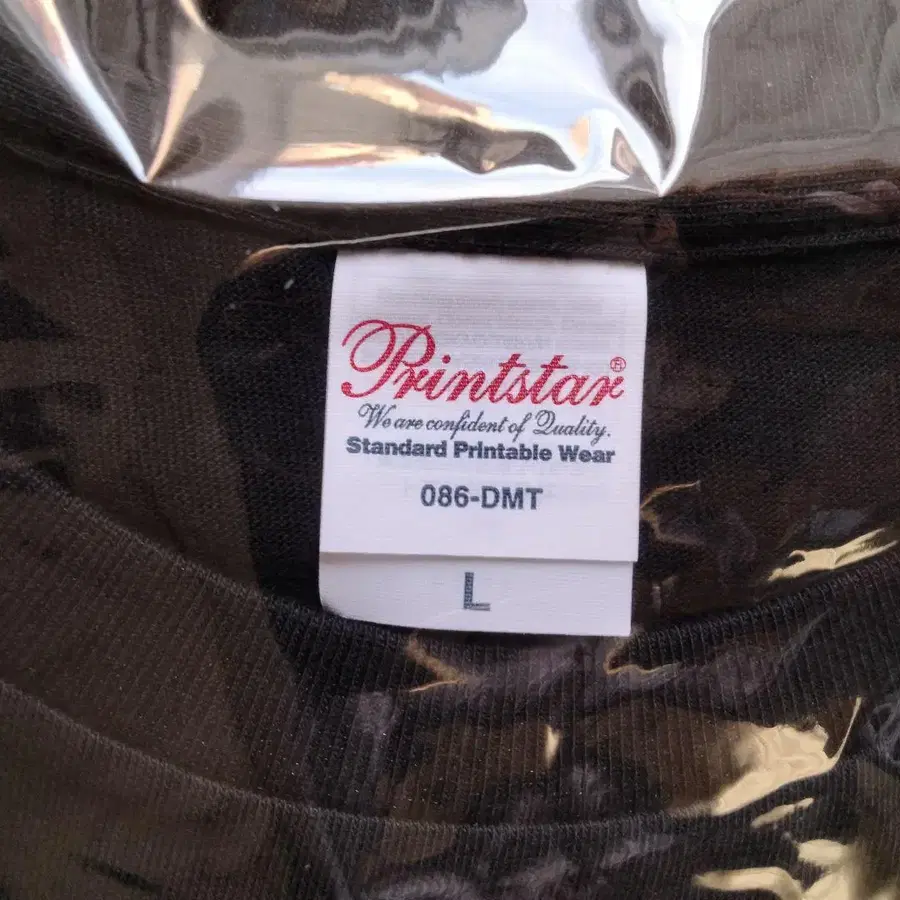 Printstar®
We are confident of Quality.
Standard Printable Wear
086-DMT
L